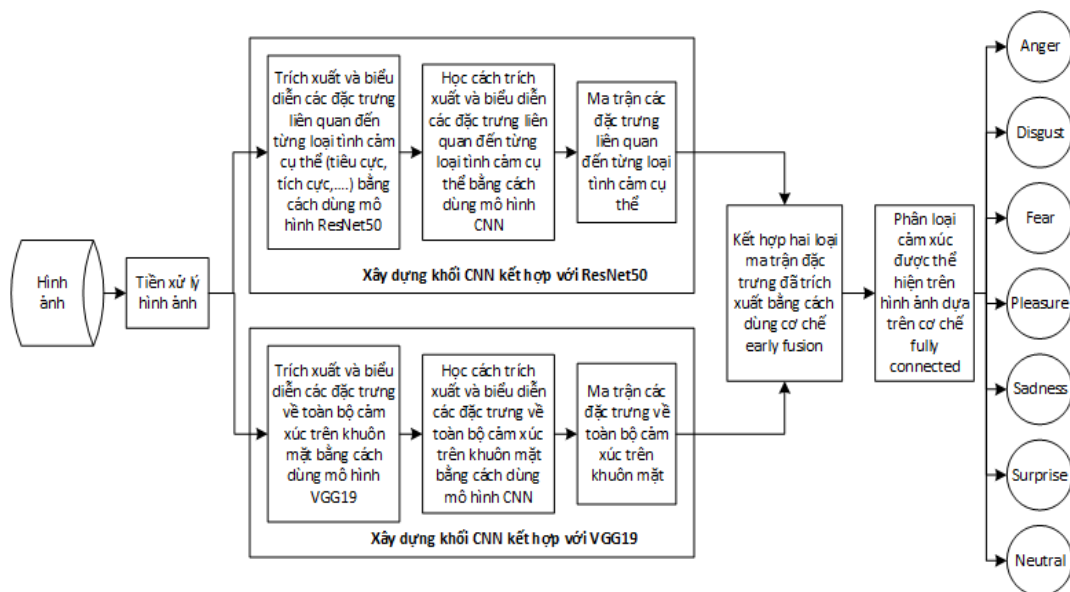 Hình
ảnh
Tiền xử lý
hình ảnh
Trích xuất và biểu
diễn các đặc trưng
liên quan đến
từng loại tình cảm
cụ thể (tiêu cực,
tích cực,....) bằng
cách dùng mô
hình ResNet50
Học cách trích
xuất và biểu diễn
các đặc trưng liên
quan đến từng
loại tình cảm cụ
thể bằng cách
dùng mô hình
CNN
Ma trận các
đặc trưng
liên quan
đến từng loại
tình cảm cụ
thể
Xây dựng khối CNN kết hợp với ResNet50
Trích xuất và biểu
diễn các đặc trưng
về toàn bộ cảm
xúc trên khuôn
mặt bằng cách
dùng mô hình
VGG19
Học cách trích
xuất và biểu diễn
các đặc trưng về
toàn bộ cảm xúc
trên khuôn mặt
bằng cách dùng
mô hình CNN
Ma trận các
đặc trưng về
toàn bộ cảm
xúc trên
khuôn mặt
Xây dựng khối CNN kết hợp với VGG19
Kết hợp hai loại
ma trận đặc
trưng đã trích
xuất bằng cách
dùng cơ chế
early fusion
Phân loại
cảm xúc
được thể
hiện trên
hình ảnh dựa
trên cơ chế
fully
connected
Anger
Disgust
Fear
Pleasure
Sadness
Surprise
Neutral